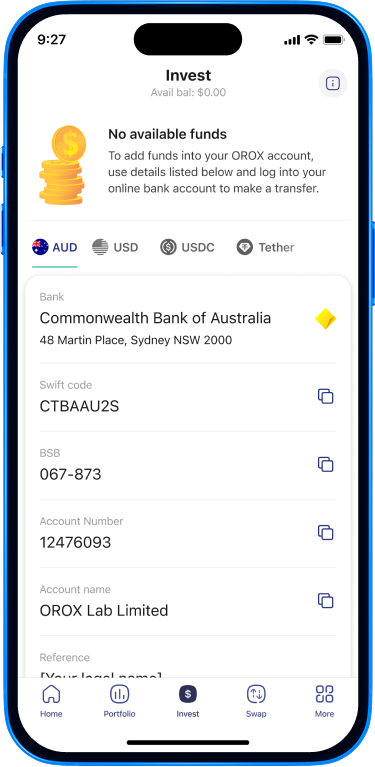 9:27
Invest
Avail bal: $0.00
No available funds
To add funds into your OROX account,
use details listed below and log into your
online bank account to make a transfer.
AUD USD USDC Tether
Bank
Commonwealth Bank of Australia
48 Martin Place, Sydney NSW 2000
Swift code
CTBAAU2S
BSB
067-873
Account Number
12476093
Account name
OROX Lab Limited
Reference
[Your legal name]
Home Portfolio Invest Swap More